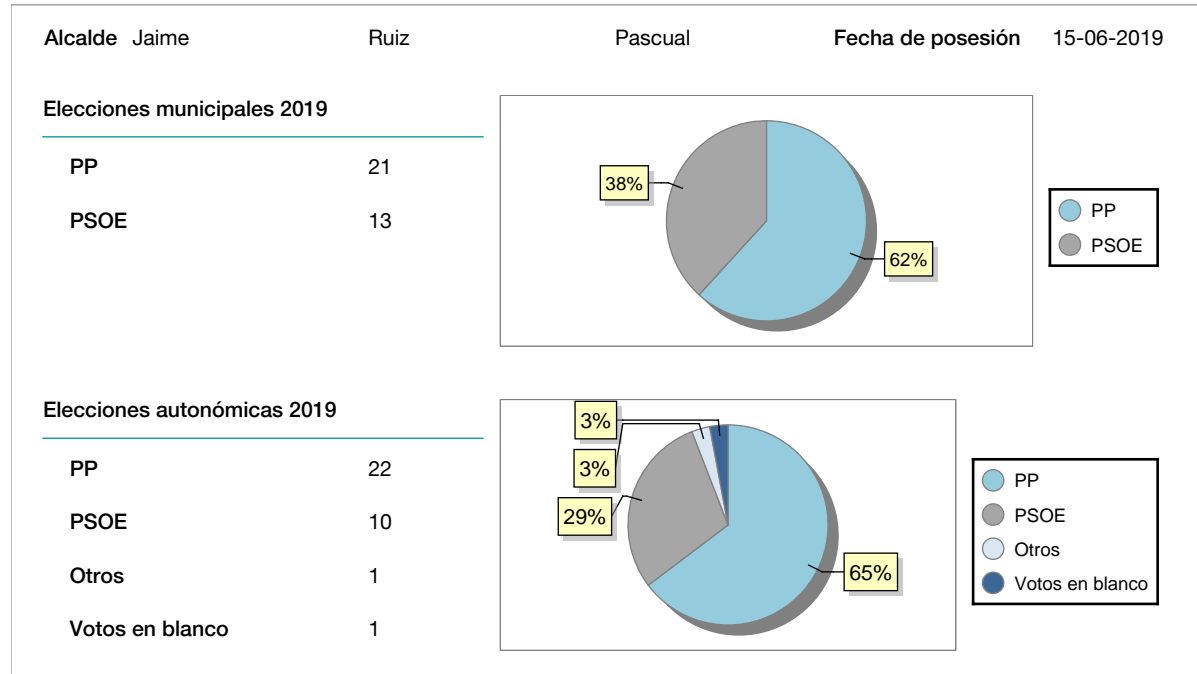 Alcalde Jaime Ruiz Pascual Fecha de posesión 15-06-2019
Elecciones municipales 2019
PP 21
PSOE 13
38%
62%
PP
PSOE
Elecciones autonómicas 2019
PP 22
PSOE 10
Otros 1
Votos en blanco 1
3%
3%
29%
65%
PP
PSOE
Otros
Votos en blanco